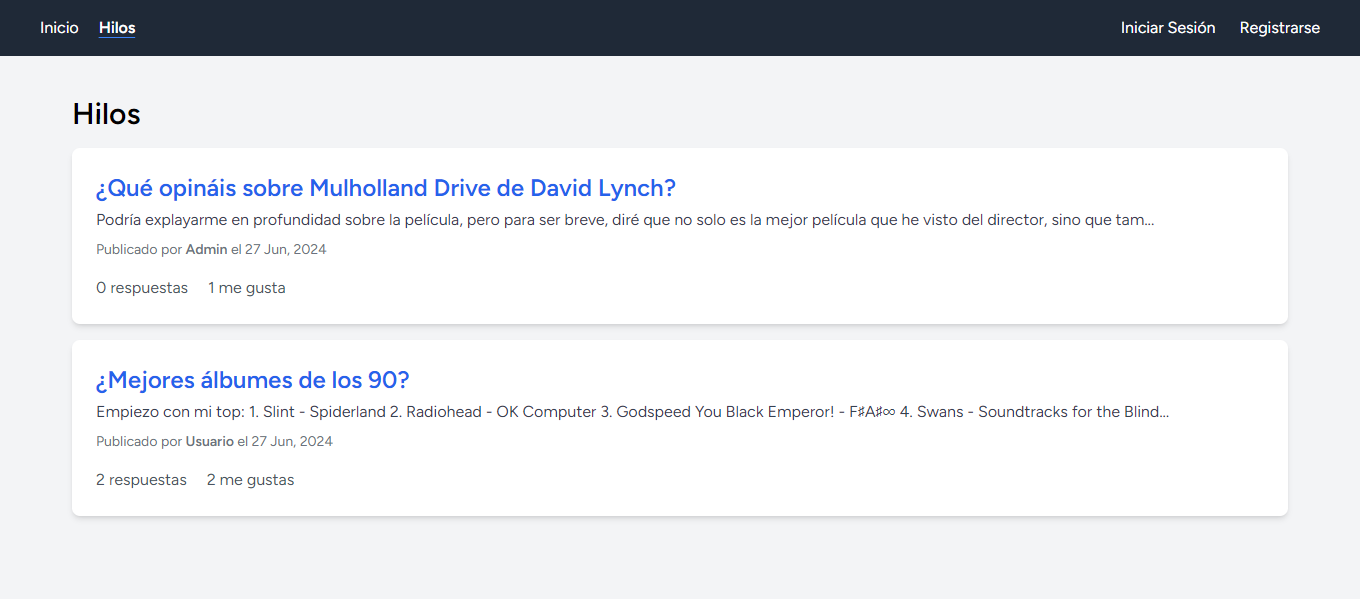 Inicio Hilos Iniciar Sesión Registrarse
Hilos
¿Qué opináis sobre Mulholland Drive de David Lynch?
Podría explayarme en profundidad sobre la película, pero para ser breve, diré que no solo es la mejor película que he visto del director, sino que tam...
Publicado por Admin el 27 Jun, 2024
0 respuestas 1 me gusta
¿Mejores álbumes de los 90?
Empiezo con mi top: 1. Slint - Spiderland 2. Radiohead - OK Computer 3. Godspeed You Black Emperor! - F♯A♯∞ 4. Swans - Soundtracks for the Blind...
Publicado por Usuario el 27 Jun, 2024
2 respuestas 2 me gustas